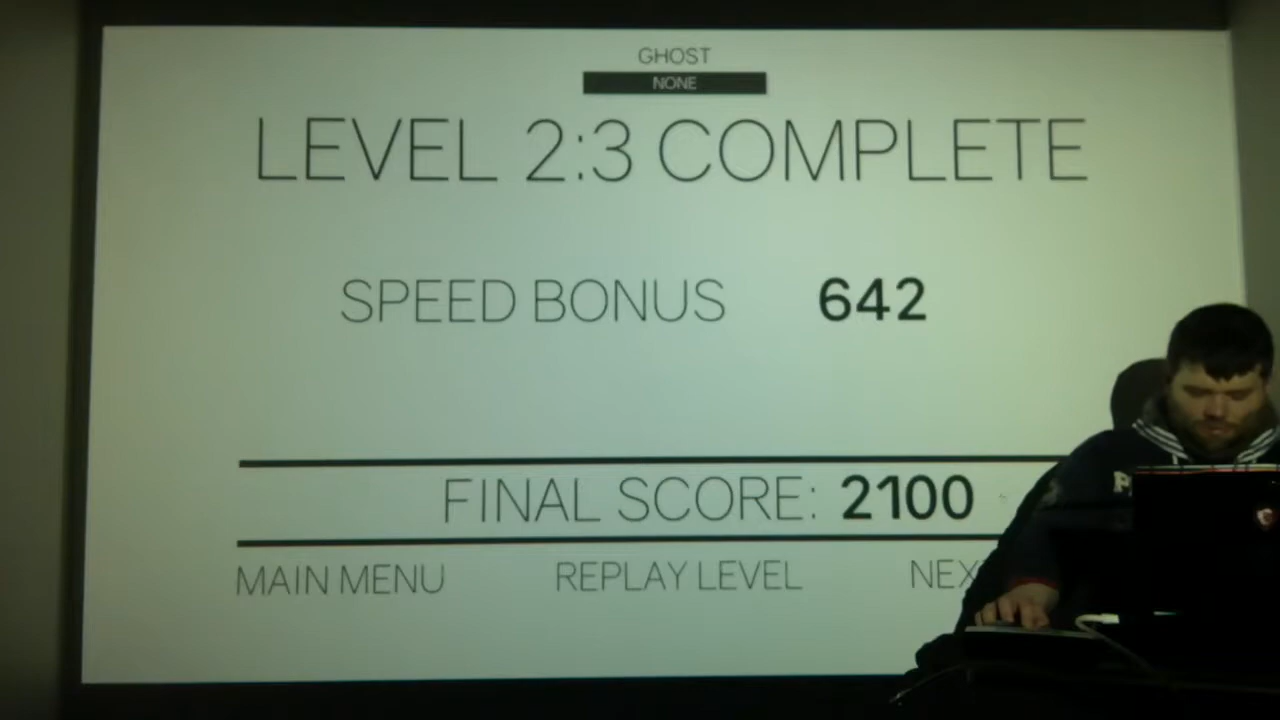 GHOST
NONE
LEVEL 2:3 COMPLETE
SPEED BONUS 642
FINAL SCORE: 2100
MAIN MENU REPLAY LEVEL